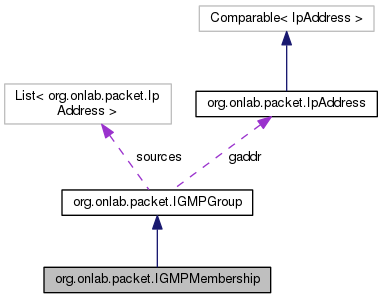 Comparable< IpAddress >
List< org.onlab.packet.Ip
Address >
org.onlab.packet.IpAddress
sources
gaddr
org.onlab.packet.IGMPGroup
org.onlab.packet.IGMPMembership